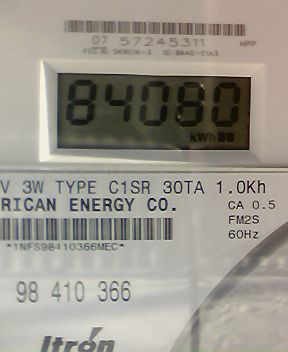 07 57245311 HPP
84080
kWh
V 3W TYPE C1SR 30TA 1.0Kh
RICAN ENERGY CO. CA 0.5
FM2S
*1NFS98410366MEC* 60Hz
98 410 366
Itrón